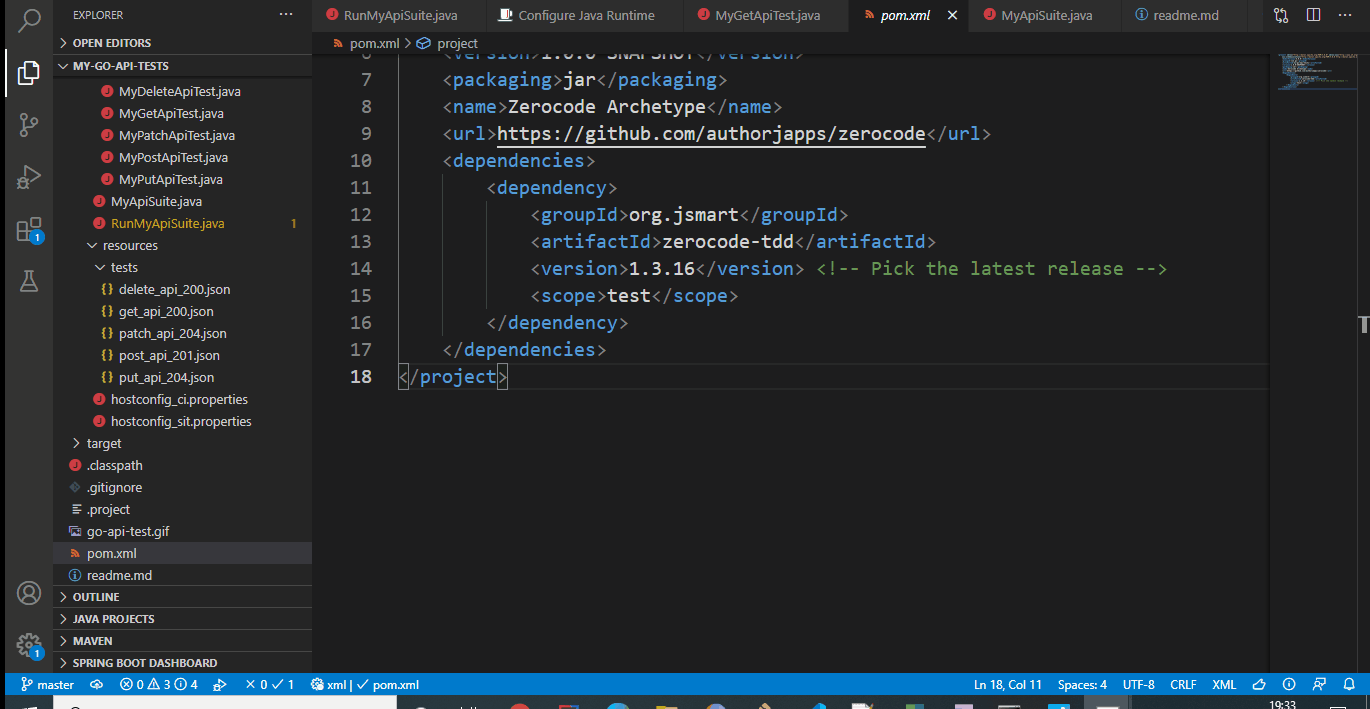 EXPLORER
RunMyApiSuite.java
Configure Java Runtime
MyGetApiTest.java
pom.xml
MyApiSuite.java
readme.md
OPEN EDITORS
MY-GO-API-TESTS
MyDeleteApiTest.java
MyGetApiTest.java
MyPatchApiTest.java
MyPostApiTest.java
MyPutApiTest.java
MyApiSuite.java
RunMyApiSuite.java 1
resources
tests
delete_api_200.json
get_api_200.json
patch_api_204.json
post_api_201.json
put_api_204.json
hostconfig_ci.properties
hostconfig_sit.properties
target
.classpath
.gitignore
.project
go-api-test.gif
pom.xml
readme.md
OUTLINE
JAVA PROJECTS
MAVEN
SPRING BOOT DASHBOARD
1
1
pom.xml > project
7 <packaging>jar</packaging>
8 <name>Zerocode Archetype</name>
9 <url>https://github.com/authorjapps/zerocode</url>
10 <dependencies>
11 <dependency>
12 <groupId>org.jsmart</groupId>
13 <artifactId>zerocode-tdd</artifactId>
14 <version>1.3.16</version> <!-- Pick the latest release -->
15 <scope>test</scope>
16 </dependency>
17 </dependencies>
18 </project>
master 0 3 4 0 1 xml | pom.xml Ln 18, Col 11 Spaces: 4 UTF-8 CRLF XML
19:33